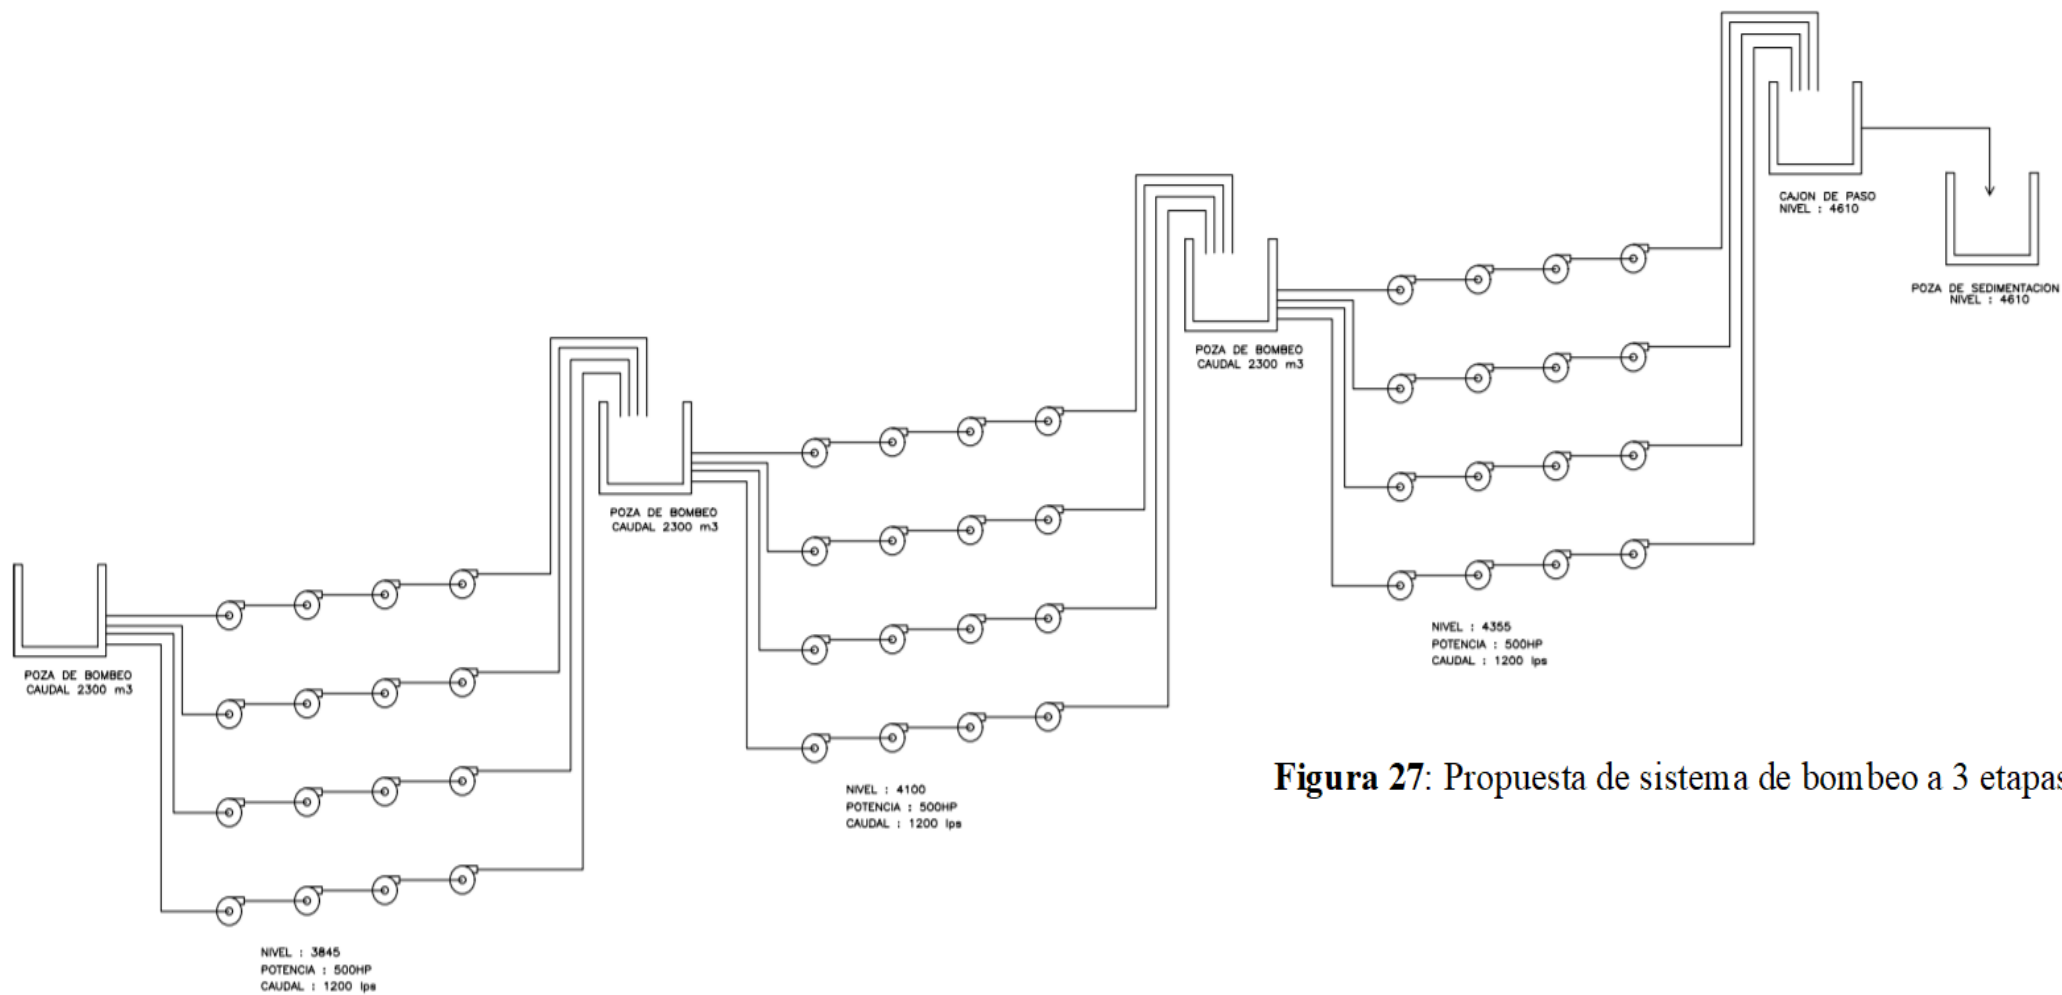 CAJON DE PASO
NIVEL : 4610
POZA DE SEDIMENTACION
NIVEL : 4610
POZA DE BOMBEO
CAUDAL 2300 m3
POZA DE BOMBEO
CAUDAL 2300 m3
POZA DE BOMBEO
CAUDAL 2300 m3
NIVEL : 4355
POTENCIA : 500HP
CAUDAL : 1200 lps
NIVEL : 4100
POTENCIA : 500HP
CAUDAL : 1200 lps
NIVEL : 3845
POTENCIA : 500HP
CAUDAL : 1200 lps
Figura 27: Propuesta de sistema de bombeo a 3 etapas